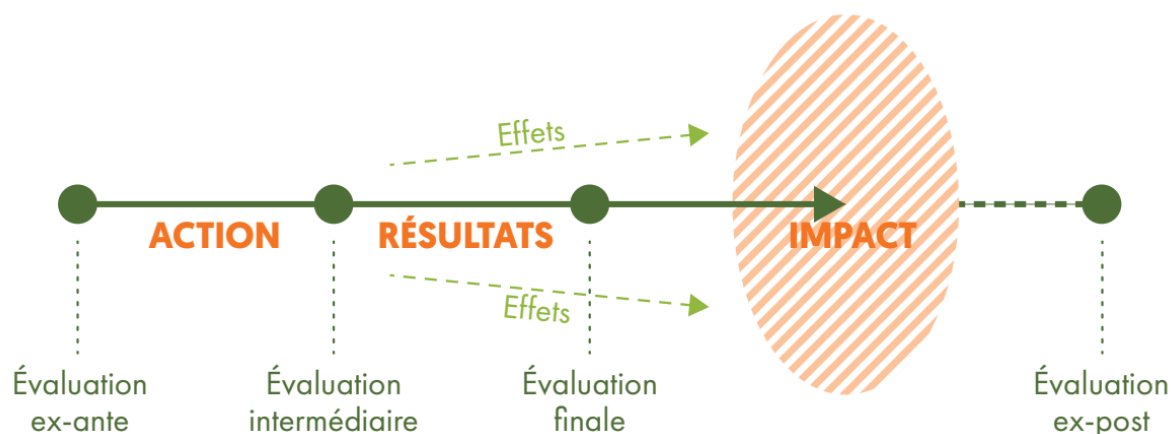 Effets
ACTION
RÉSULTATS
IMPACT
Effets
Évaluation
ex-ante
Évaluation
intermédiaire
Évaluation
finale
Évaluation
ex-post